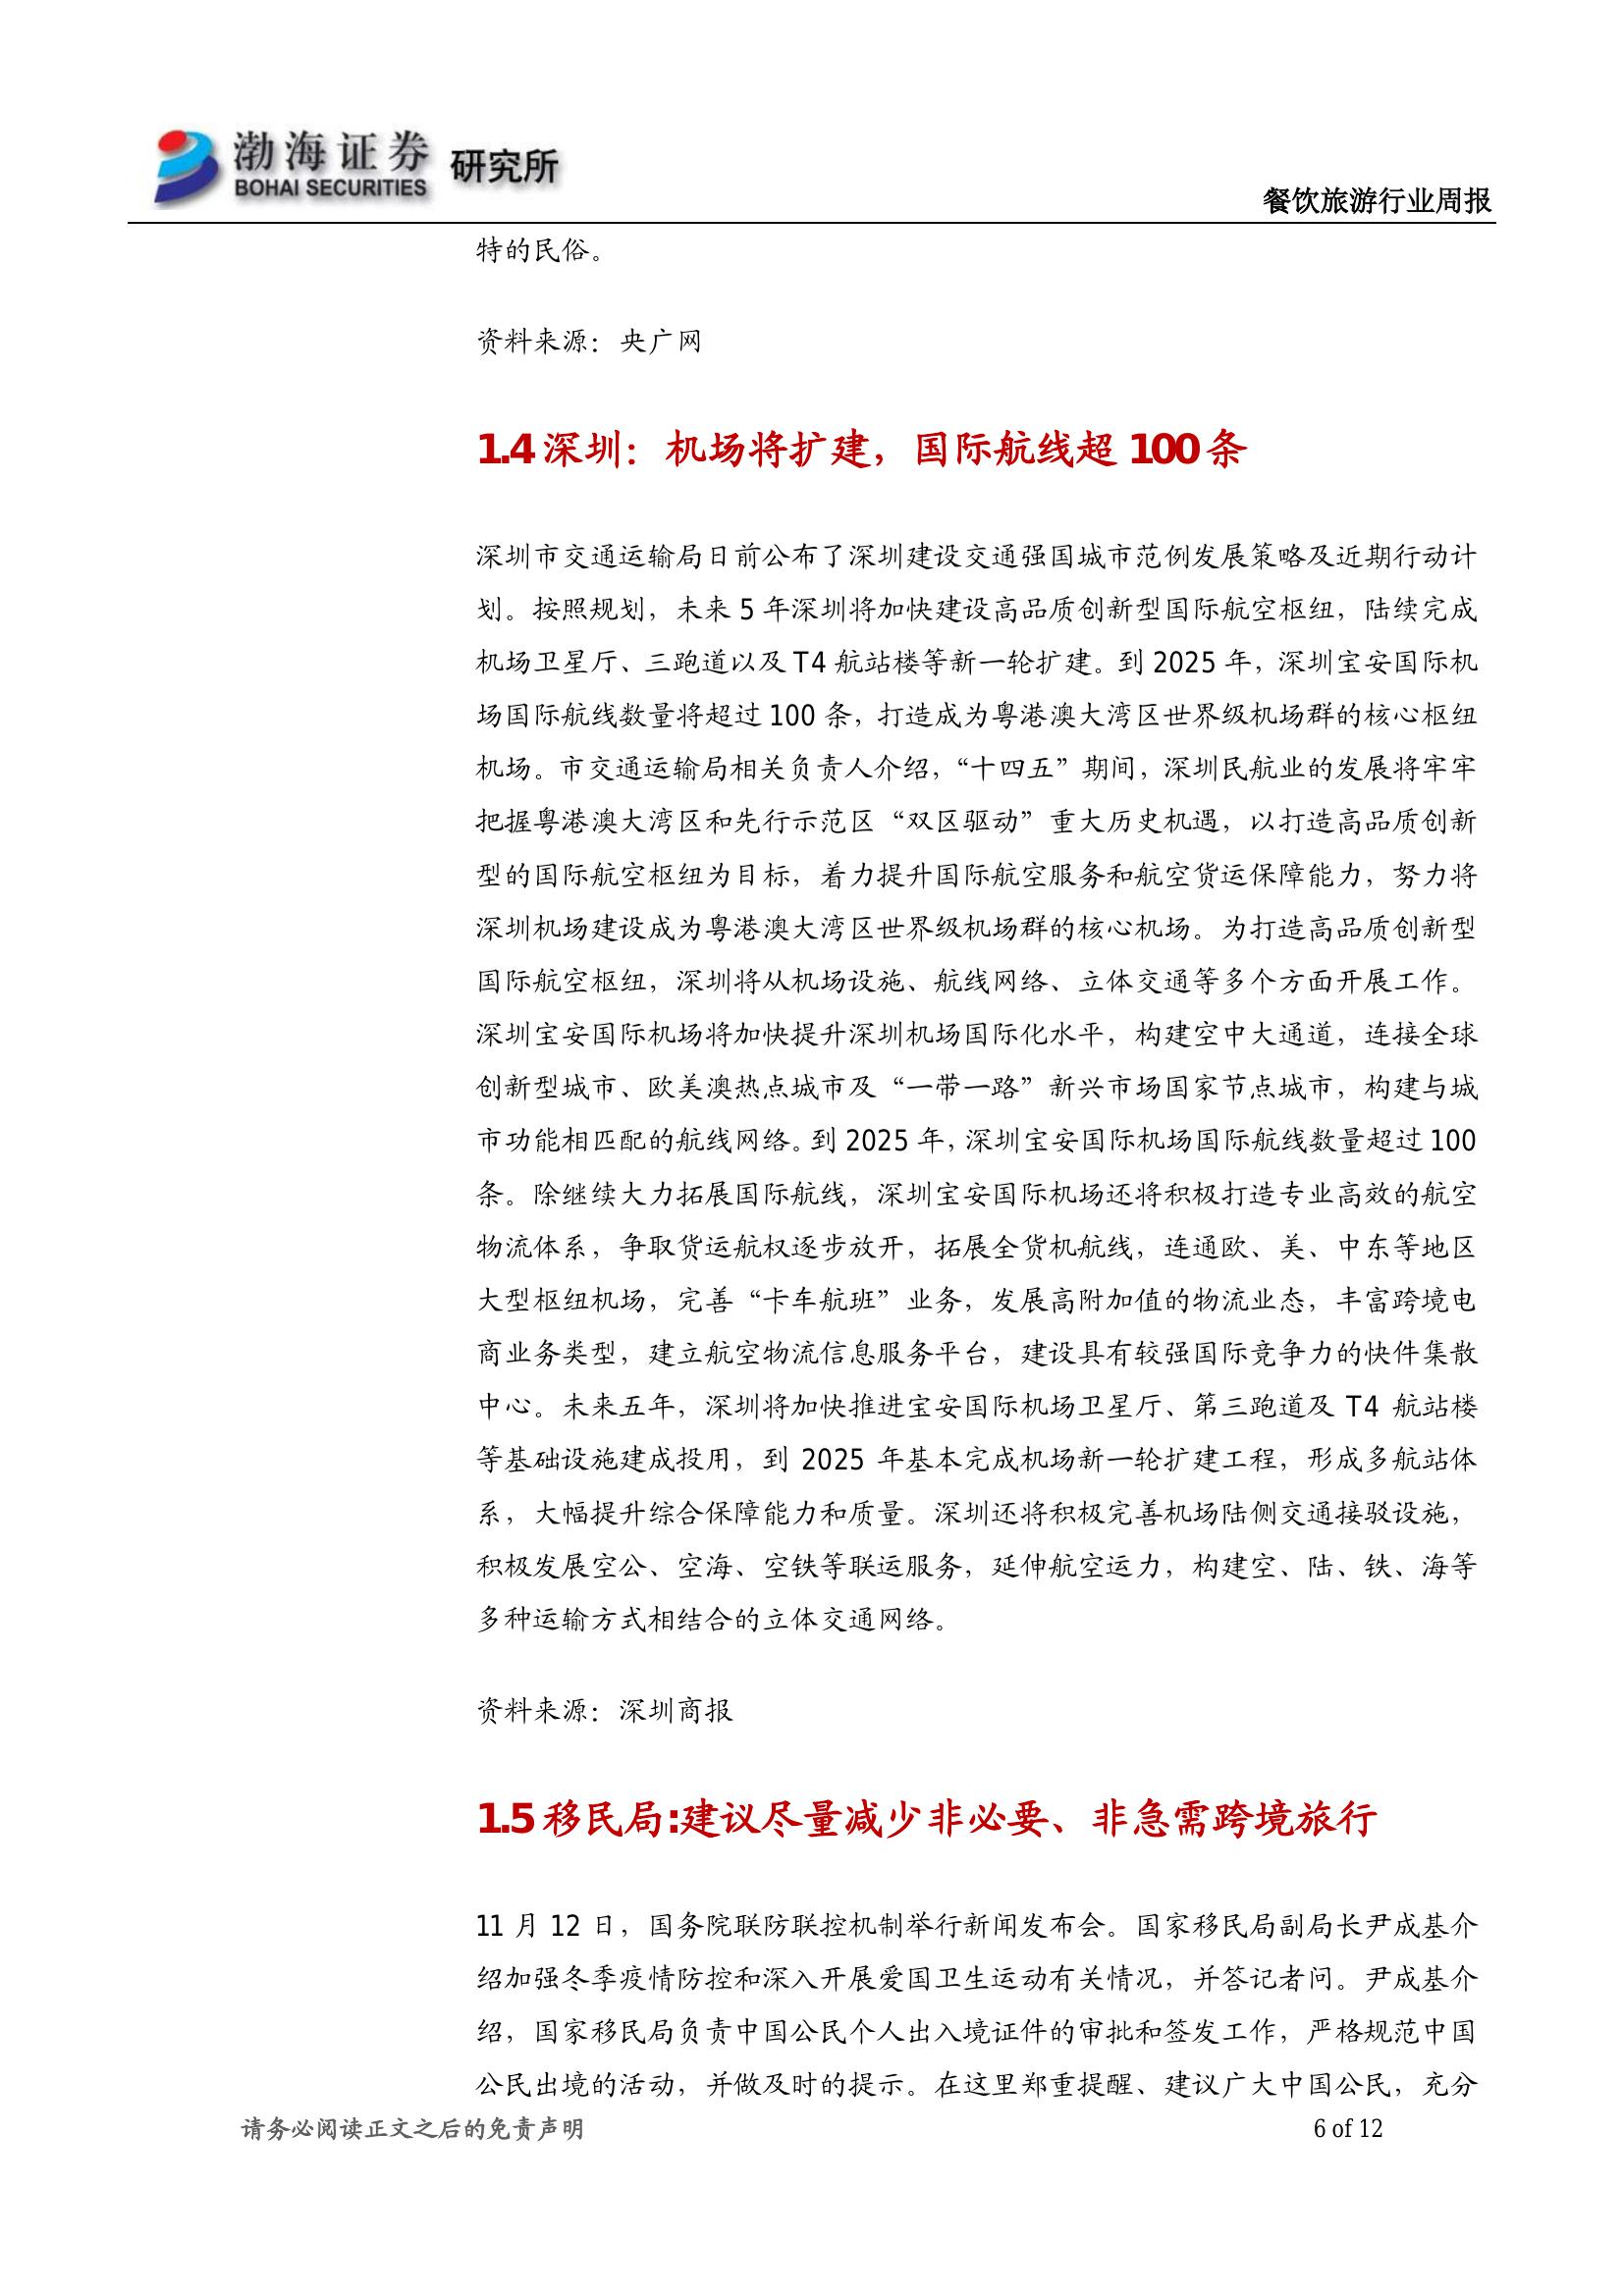 渤海证券
BOHAI SECURITIES
研究所
餐饮旅游行业周报
特的民俗。
资料来源：央广网
1.4 深圳：机场将扩建，国际航线超 100 条
深圳市交通运输局日前公布了深圳建设交通强国城市范例发展策略及近期行动计
划。按照规划，未来 5 年深圳将加快建设高品质创新型国际航空枢纽，陆续完成
机场卫星厅、三跑道以及 T4 航站楼等新一轮扩建。到 2025 年，深圳宝安国际机
场国际航线数量将超过 100 条，打造成为粤港澳大湾区世界级机场群的核心枢纽
机场。市交通运输局相关负责人介绍，“十四五”期间，深圳民航业的发展将牢牢
把握粤港澳大湾区和先行示范区“双区驱动”重大历史机遇，以打造高品质创新
型的国际航空枢纽为目标，着力提升国际航空服务和航空货运保障能力，努力将
深圳机场建设成为粤港澳大湾区世界级机场群的核心机场。为打造高品质创新型
国际航空枢纽，深圳将从机场设施、航线网络、立体交通等多个方面开展工作。
深圳宝安国际机场将加快提升深圳机场国际化水平，构建空中大通道，连接全球
创新型城市、欧美澳热点城市及“一带一路”新兴市场国家节点城市，构建与城
市功能相匹配的航线网络。到 2025 年，深圳宝安国际机场国际航线数量超过 100
条。除继续大力拓展国际航线，深圳宝安国际机场还将积极打造专业高效的航空
物流体系，争取货运航权逐步放开，拓展全货机航线，连通欧、美、中东等地区
大型枢纽机场，完善“卡车航班”业务，发展高附加值的物流业态，丰富跨境电
商业务类型，建立航空物流信息服务平台，建设具有较强国际竞争力的快件集散
中心。未来五年，深圳将加快推进宝安国际机场卫星厅、第三跑道及 T4 航站楼
等基础设施建成投用，到 2025 年基本完成机场新一轮扩建工程，形成多航站体
系，大幅提升综合保障能力和质量。深圳还将积极完善机场陆侧交通接驳设施，
积极发展空公、空海、空铁等联运服务，延伸航空运力，构建空、陆、铁、海等
多种运输方式相结合的立体交通网络。
资料来源：深圳商报
1.5 移民局:建议尽量减少非必要、非急需跨境旅行
11 月 12 日，国务院联防联控机制举行新闻发布会。国家移民局副局长尹成基介
绍加强冬季疫情防控和深入开展爱国卫生运动有关情况，并答记者问。尹成基介
绍，国家移民局负责中国公民个人出入境证件的审批和签发工作，严格规范中国
公民出境的活动，并做及时的提示。在这里郑重提醒、建议广大中国公民，充分
请务必阅读正文之后的免责声明
6 of 12